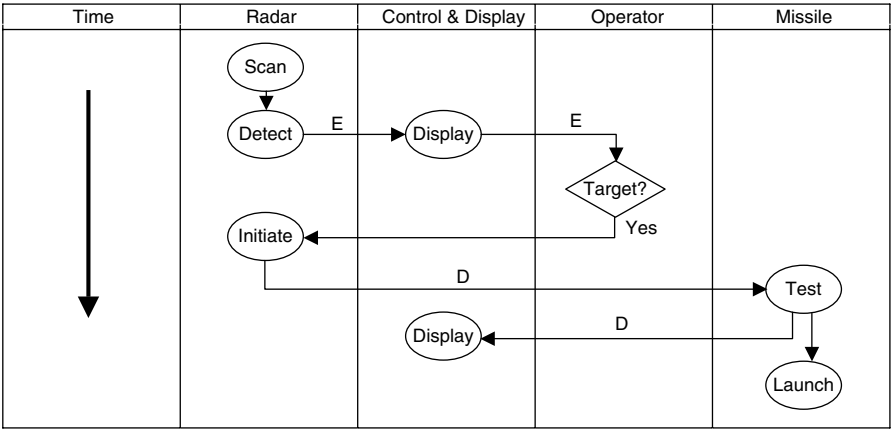 Time Radar Control & Display Operator Missile
Scan
Detect E Display E
Target?
Yes
Initiate
D Test
Display D
Launch